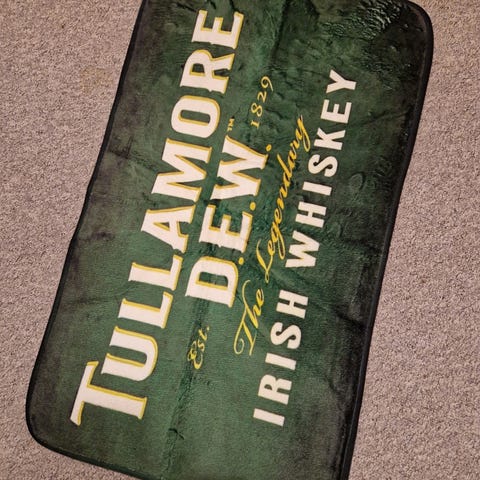 TULLAMORE
D.E.W.™
Est. 1829
The Legendary
IRISH WHISKEY